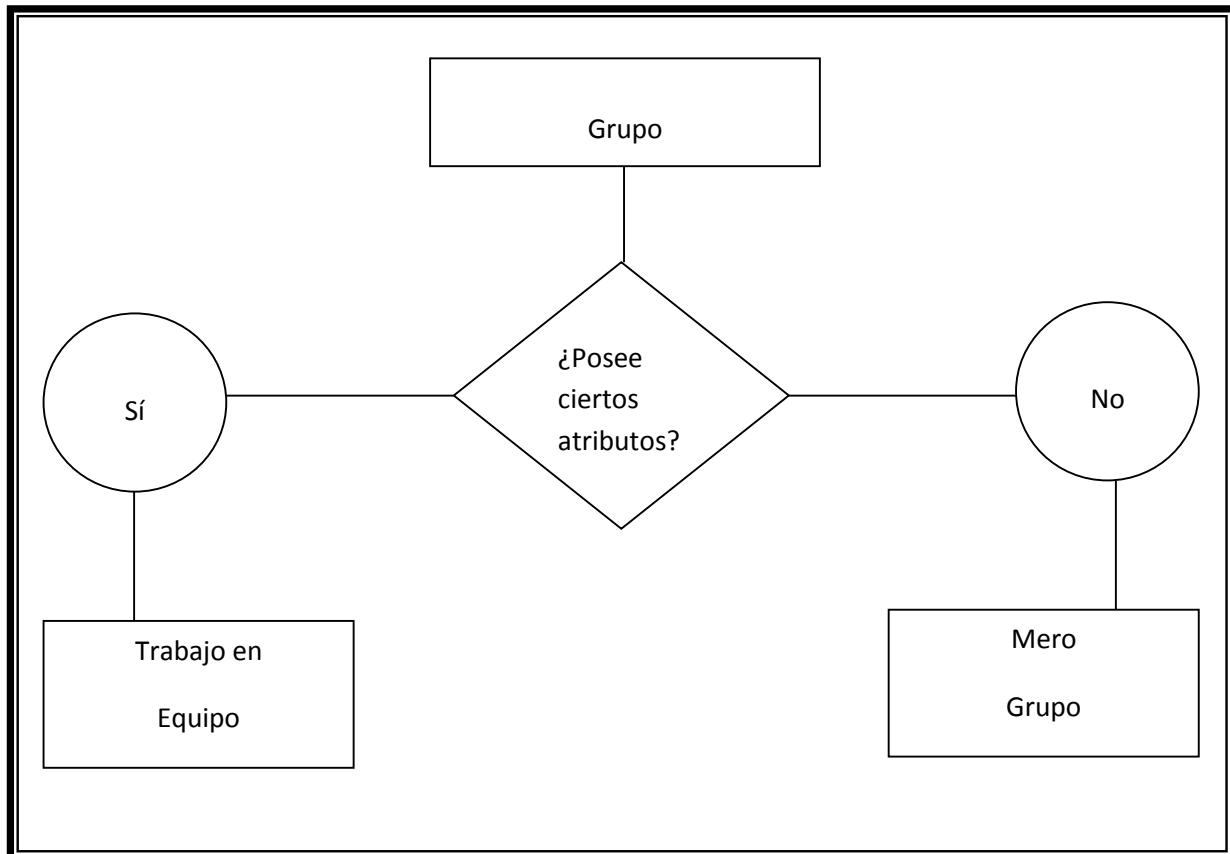 Grupo
¿Posee
ciertos
atributos?
Sí
No
Trabajo en
Equipo
Mero
Grupo